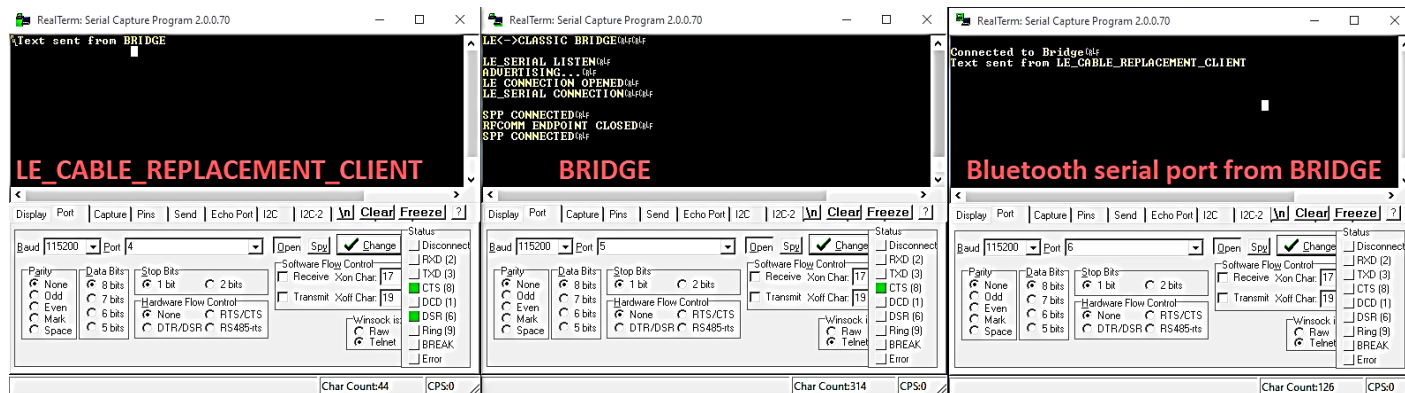 RealTerm: Serial Capture Program 2.0.0.70
\Text sent from BRIDGE
LE_CABLE_REPLACEMENT_CLIENT
Display Port Capture Pins Send Echo Port I2C I2C-2 \n Clear Freeze ?
Baud 115200 Port 4 Open Spy Change
Parity
None
Odd
Even
Mark
Space
Data Bits
8 bits
7 bits
6 bits
5 bits
Stop Bits
1 bit 2 bits
Hardware Flow Control
None RTS/CTS
DTR/DSR RS485-rts
Software Flow Control
Receive Xon Char: 17
Transmit Xoff Char: 19
Winsock is:
Raw
Telnet
Status
Disconnect
RXD (2)
TXD (3)
CTS (8)
DCD (1)
DSR (6)
Ring (9)
BREAK
Error
Char Count:44 CPS:0
RealTerm: Serial Capture Program 2.0.0.70
LE<->CLASSIC BRIDGECRLFCRLF
LE_SERIAL LISTENCRLF
ADVERTISING...CRLF
LE CONNECTION OPENEDCRLF
LE_SERIAL CONNECTIONCRLFCRLF
SPP CONNECTEDCRLF
RFCOMM ENDPOINT CLOSEDCRLF
SPP CONNECTEDCRLF
BRIDGE
Display Port Capture Pins Send Echo Port I2C I2C-2 \n Clear Freeze ?
Baud 115200 Port 5 Open Spy Change
Parity
None
Odd
Even
Mark
Space
Data Bits
8 bits
7 bits
6 bits
5 bits
Stop Bits
1 bit 2 bits
Hardware Flow Control
None RTS/CTS
DTR/DSR RS485-rts
Software Flow Control
Receive Xon Char: 17
Transmit Xoff Char: 19
Winsock is:
Raw
Telnet
Status
Disconnect
RXD (2)
TXD (3)
CTS (8)
DCD (1)
DSR (6)
Ring (9)
BREAK
Error
Char Count:314 CPS:0
RealTerm: Serial Capture Program 2.0.0.70
Connected to BridgeCRLF
Text sent from LE_CABLE_REPLACEMENT_CLIENT
Bluetooth serial port from BRIDGE
Display Port Capture Pins Send Echo Port I2C I2C-2 \n Clear Freeze ?
Baud 115200 Port 6 Open Spy Change
Parity
None
Odd
Even
Mark
Space
Data Bits
8 bits
7 bits
6 bits
5 bits
Stop Bits
1 bit 2 bits
Hardware Flow Control
None RTS/CTS
DTR/DSR RS485-rts
Software Flow Control
Receive Xon Char: 17
Transmit Xoff Char: 19
Winsock i
Raw
Telnet
Status
Disconnect
RXD (2)
TXD (3)
CTS (8)
DCD (1)
DSR (6)
Ring (9)
BREAK
Error
Char Count:126 CPS:0